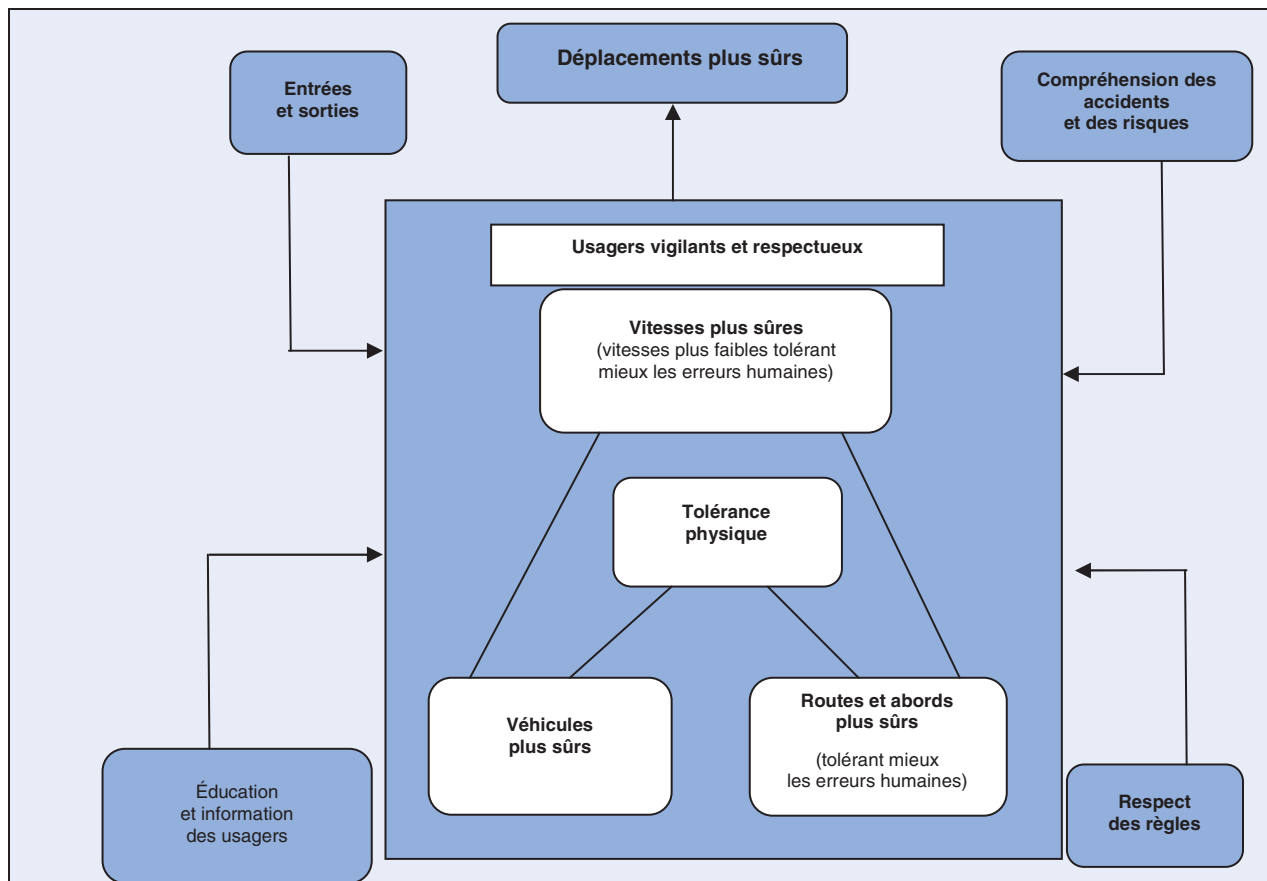 Déplacements plus sûrs
Entrées
et sorties
Compréhension des
accidents
et des risques
Usagers vigilants et respectueux
Vitesses plus sûres
(vitesses plus faibles tolérant
mieux les erreurs humaines)
Tolérance
physique
Véhicules
plus sûrs
Routes et abords
plus sûrs
(tolérant mieux
les erreurs humaines)
Éducation
et information
des usagers
Respect
des règles